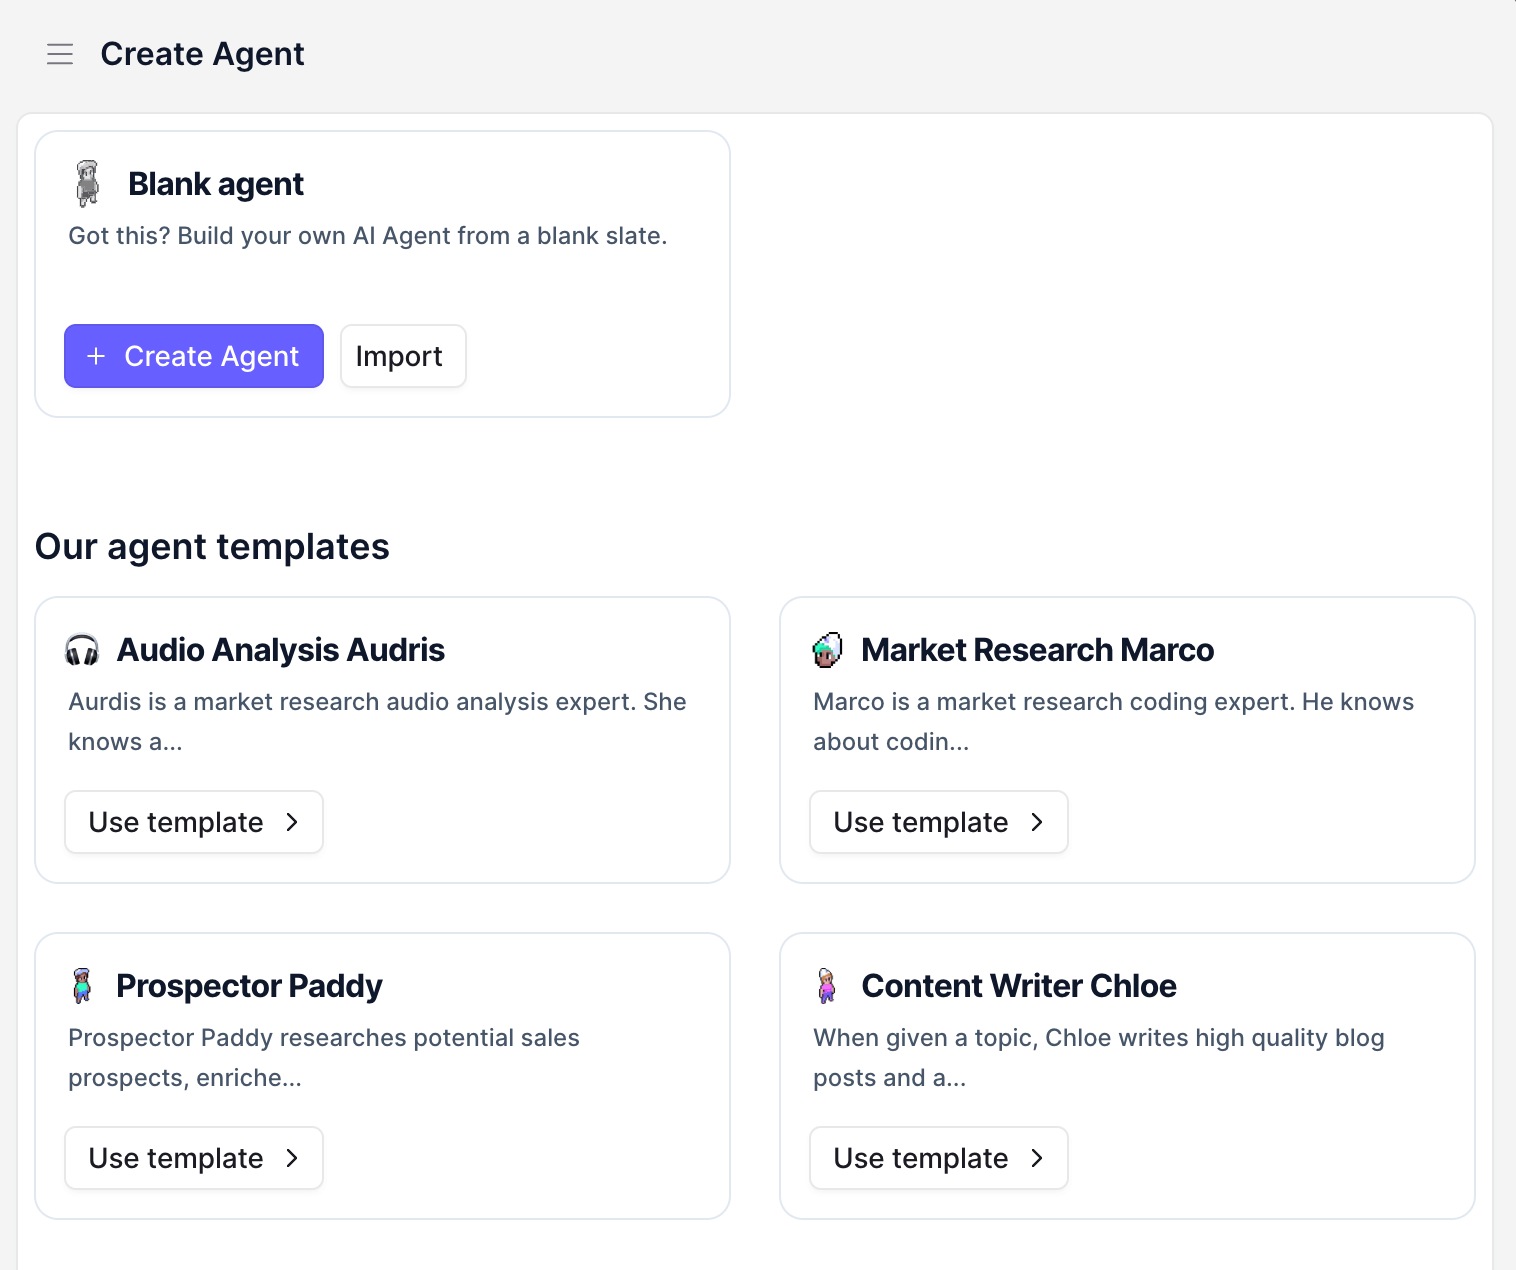 Create Agent
Blank agent
Got this? Build your own AI Agent from a blank slate.
+ Create Agent
Import
Our agent templates
Audio Analysis Audris
Aurdis is a market research audio analysis expert. She
knows a...
Use template
Market Research Marco
Marco is a market research coding expert. He knows
about codin...
Use template
Prospector Paddy
Prospector Paddy researches potential sales
prospects, enriche...
Use template
Content Writer Chloe
When given a topic, Chloe writes high quality blog
posts and a...
Use template